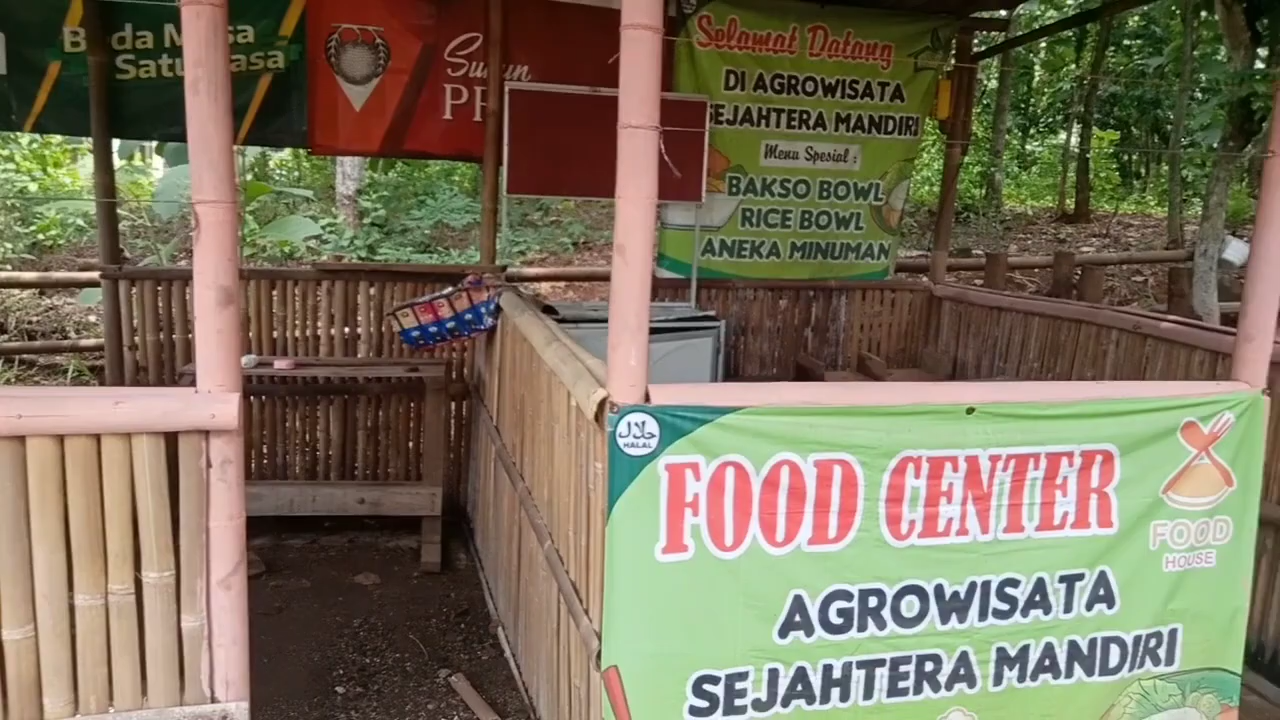 Selamat Datang
DI AGROWISATA
SEJAHTERA MANDIRI
Menu Spesial :
BAKSO BOWL
RICE BOWL
ANEKA MINUMAN
حلال
HALAL
FOOD CENTER
FOOD
HOUSE
AGROWISATA
SEJAHTERA MANDIRI